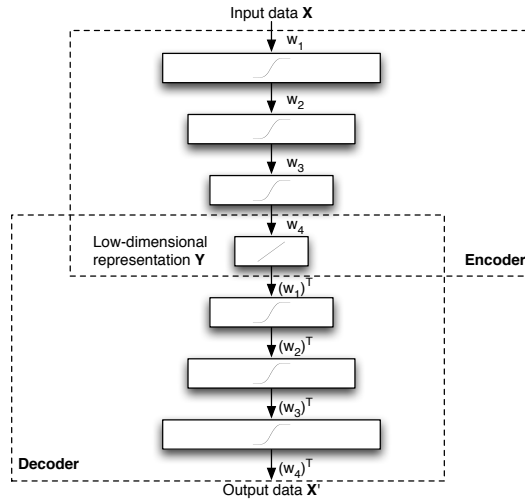 Input data X
w1
w2
w3
w4
Low-dimensional
representation Y
Encoder
(w1)T
(w2)T
(w3)T
Decoder
(w4)T
Output data X'